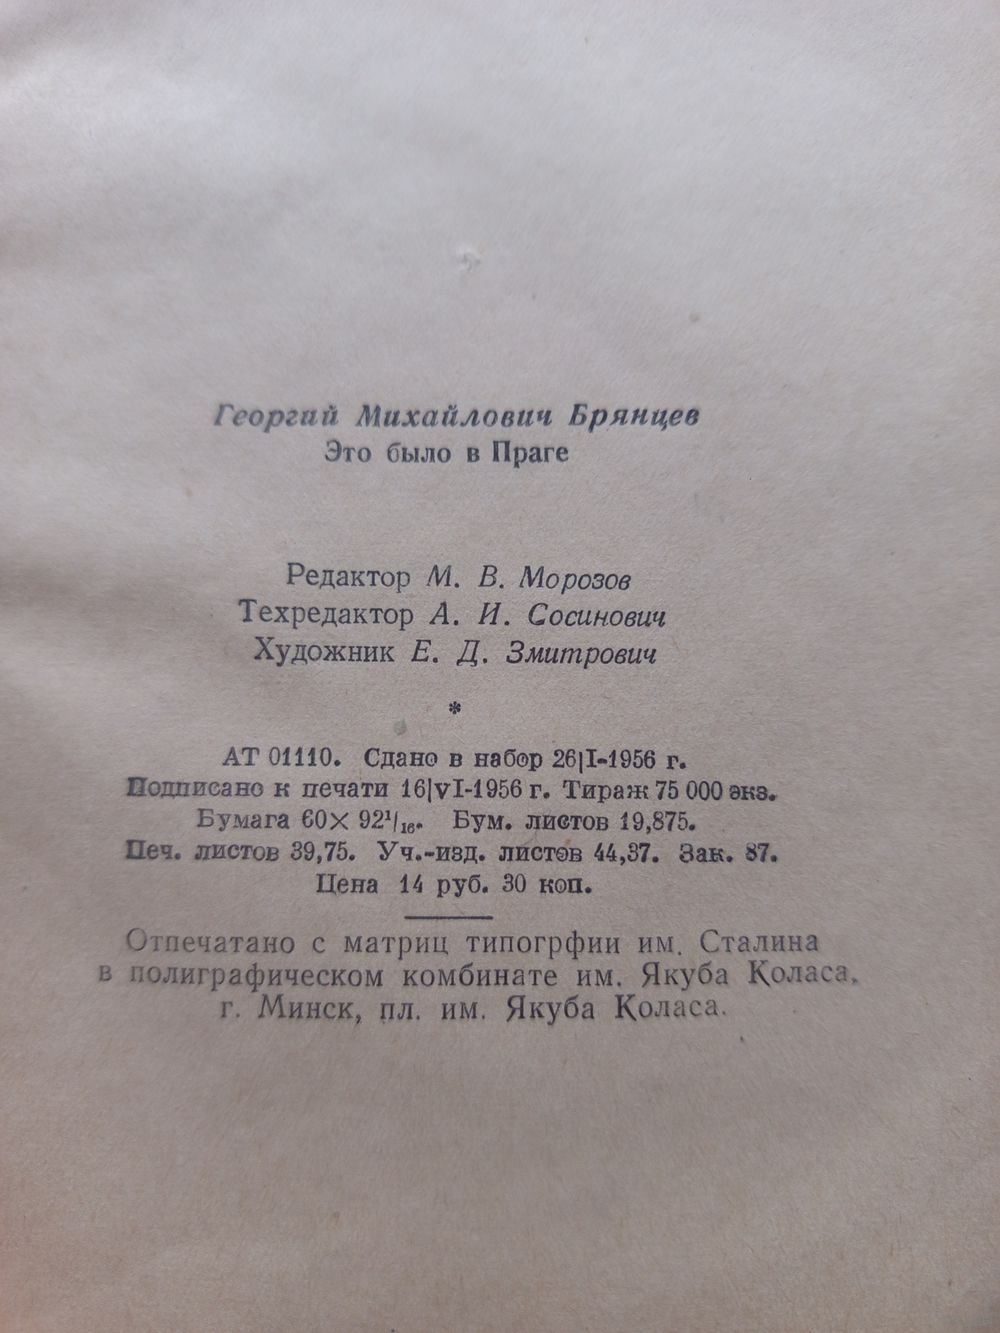 Георгий Михайлович Брянцев
Это было в Праге
Редактор М. В. Морозов
Техредактор А. И. Сосинович
Художник Е. Д. Змитрович
*
АТ 01110. Сдано в набор 26|I-1956 г.
Подписано к печати 16|VI-1956 г. Тираж 75 000 экз.
Бумага 60×92¹/₁₆. Бум. листов 19,875.
Печ. листов 39,75. Уч.-изд. листов 44,37. Зак. 87.
Цена 14 руб. 30 коп.
Отпечатано с матриц типогрфии им. Сталина
в полиграфическом комбинате им. Якуба Коласа,
г. Минск, пл. им. Якуба Коласа.